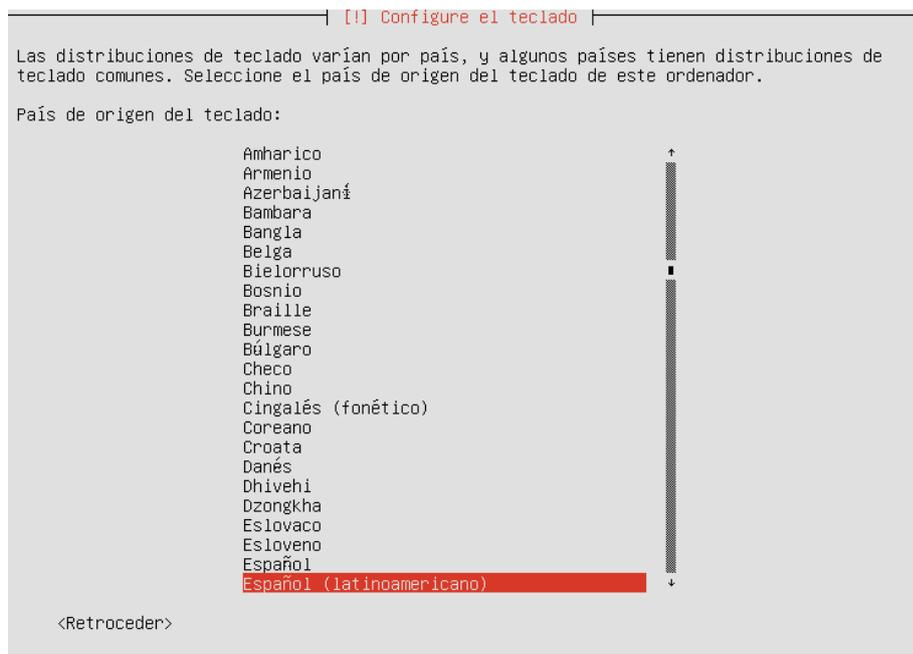 [!] Configure el teclado
Las distribuciones de teclado varían por país, y algunos países tienen distribuciones de
teclado comunes. Seleccione el país de origen del teclado de este ordenador.
País de origen del teclado:
Amharico
Armenio
Azerbaijaní
Bambara
Bangla
Belga
Bielorruso
Bosnio
Braille
Burmese
Búlgaro
Checo
Chino
Cingalés (fonético)
Coreano
Croata
Danés
Dhivehi
Dzongkha
Eslovaco
Esloveno
Español
Español (latinoamericano)
<Retroceder>